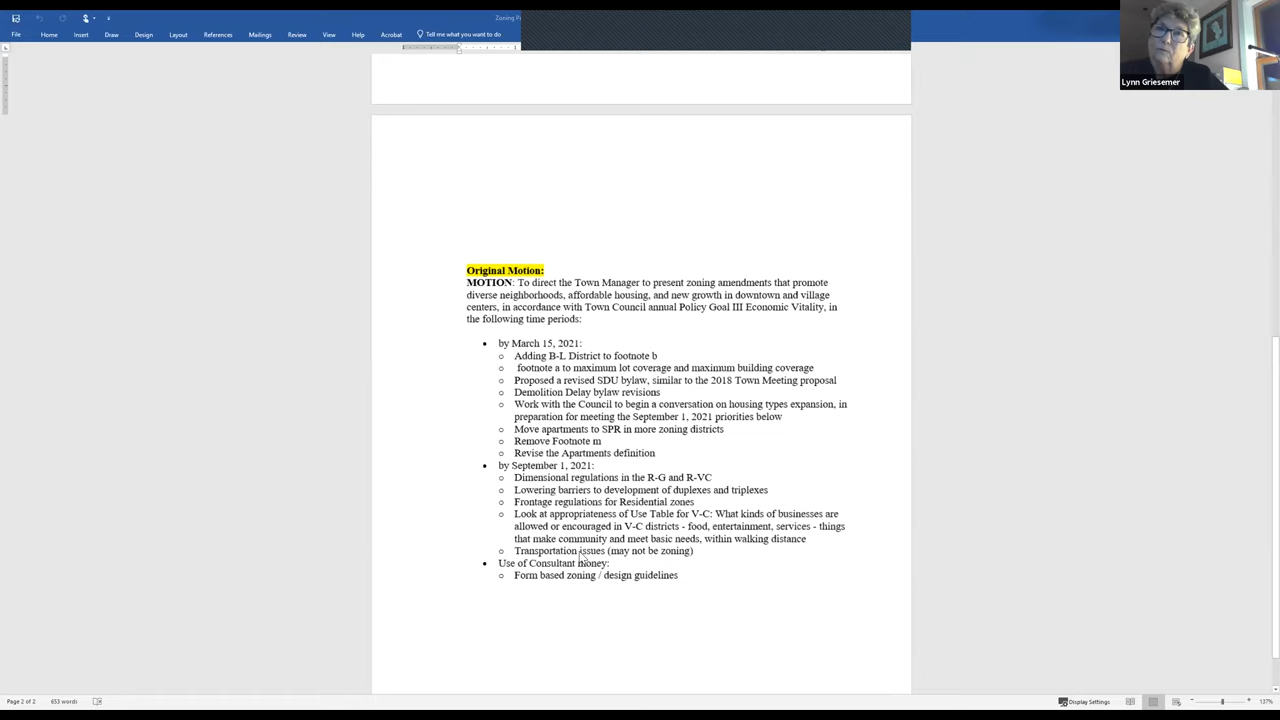 Zoning Pa
File Home Insert Draw Design Layout References Mailings Review View Help Acrobat Tell me what you want to do
Lynn Griesemer
Original Motion:
MOTION: To direct the Town Manager to present zoning amendments that promote
diverse neighborhoods, affordable housing, and new growth in downtown and village
centers, in accordance with Town Council annual Policy Goal III Economic Vitality, in
the following time periods:
• by March 15, 2021:
o Adding B-L District to footnote b
o footnote a to maximum lot coverage and maximum building coverage
o Proposed a revised SDU bylaw, similar to the 2018 Town Meeting proposal
o Demolition Delay bylaw revisions
o Work with the Council to begin a conversation on housing types expansion, in
preparation for meeting the September 1, 2021 priorities below
o Move apartments to SPR in more zoning districts
o Remove Footnote m
o Revise the Apartments definition
• by September 1, 2021:
o Dimensional regulations in the R-G and R-VC
o Lowering barriers to development of duplexes and triplexes
o Frontage regulations for Residential zones
o Look at appropriateness of Use Table for V-C: What kinds of businesses are
allowed or encouraged in V-C districts - food, entertainment, services - things
that make community and meet basic needs, within walking distance
o Transportation issues (may not be zoning)
• Use of Consultant money:
o Form based zoning / design guidelines
Page 2 of 2 653 words Display Settings 137%